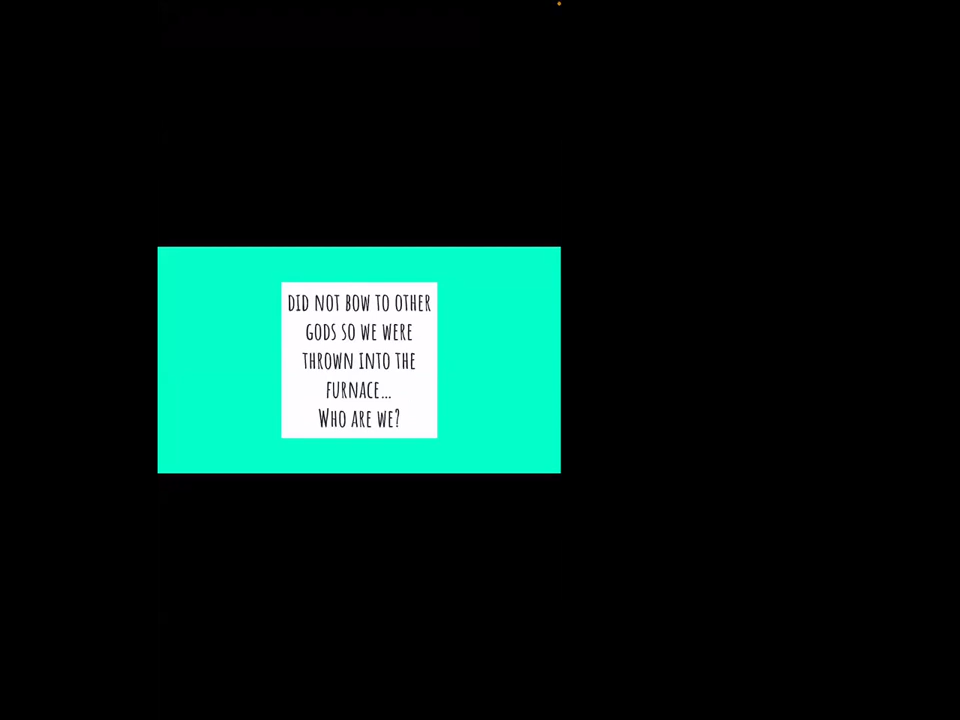 DID NOT BOW TO OTHER
GODS SO WE WERE
THROWN INTO THE
FURNACE...
WHO ARE WE?